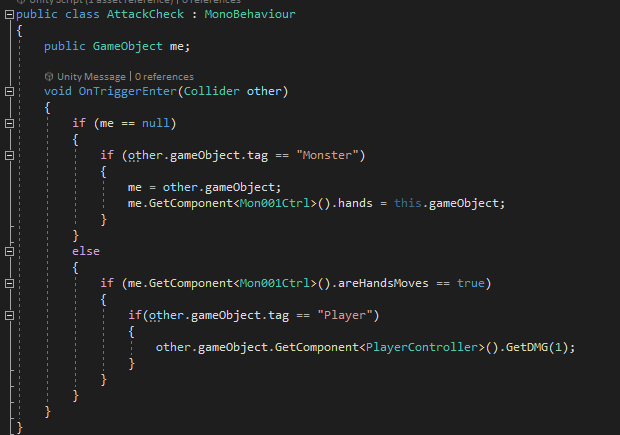 Unity Script (1 asset reference) | 0 references
public class AttackCheck : MonoBehaviour
{
public GameObject me;
Unity Message | 0 references
void OnTriggerEnter(Collider other)
{
if (me == null)
{
if (other.gameObject.tag == "Monster")
{
me = other.gameObject;
me.GetComponent<Mon001Ctrl>().hands = this.gameObject;
}
}
else
{
if (me.GetComponent<Mon001Ctrl>().areHandsMoves == true)
{
if(other.gameObject.tag == "Player")
{
other.gameObject.GetComponent<PlayerController>().GetDMG(1);
}
}
}
}
}